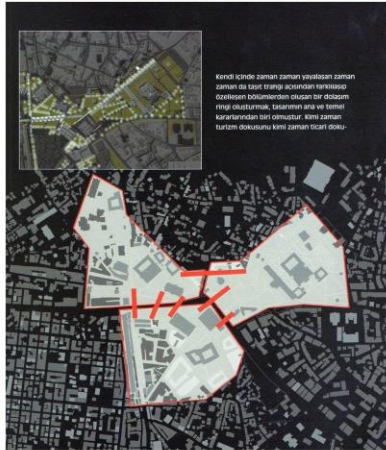 Kendi içinde zaman zaman yayalaşan zaman
zaman da taşıt trafiği açısından farklılaşıp
özelleşen bölümlerden oluşan bir dolaşım
ringi oluşturmak, tasarımın ana ve temel
kararlarından biri olmuştur. Kimi zaman
turizm dokusunu kimi zaman ticari doku-